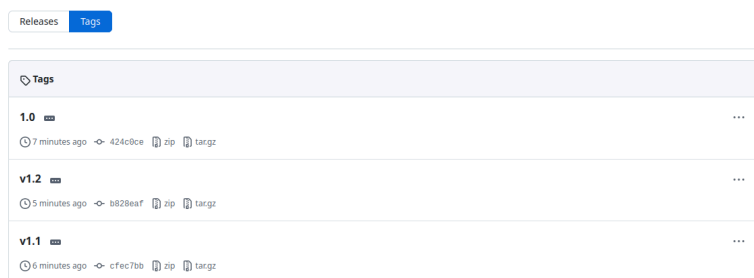 Releases Tags
Tags
1.0
7 minutes ago 424c0ce zip tar.gz
v1.2
5 minutes ago b828eaf zip tar.gz
v1.1
6 minutes ago cfec7bb zip tar.gz